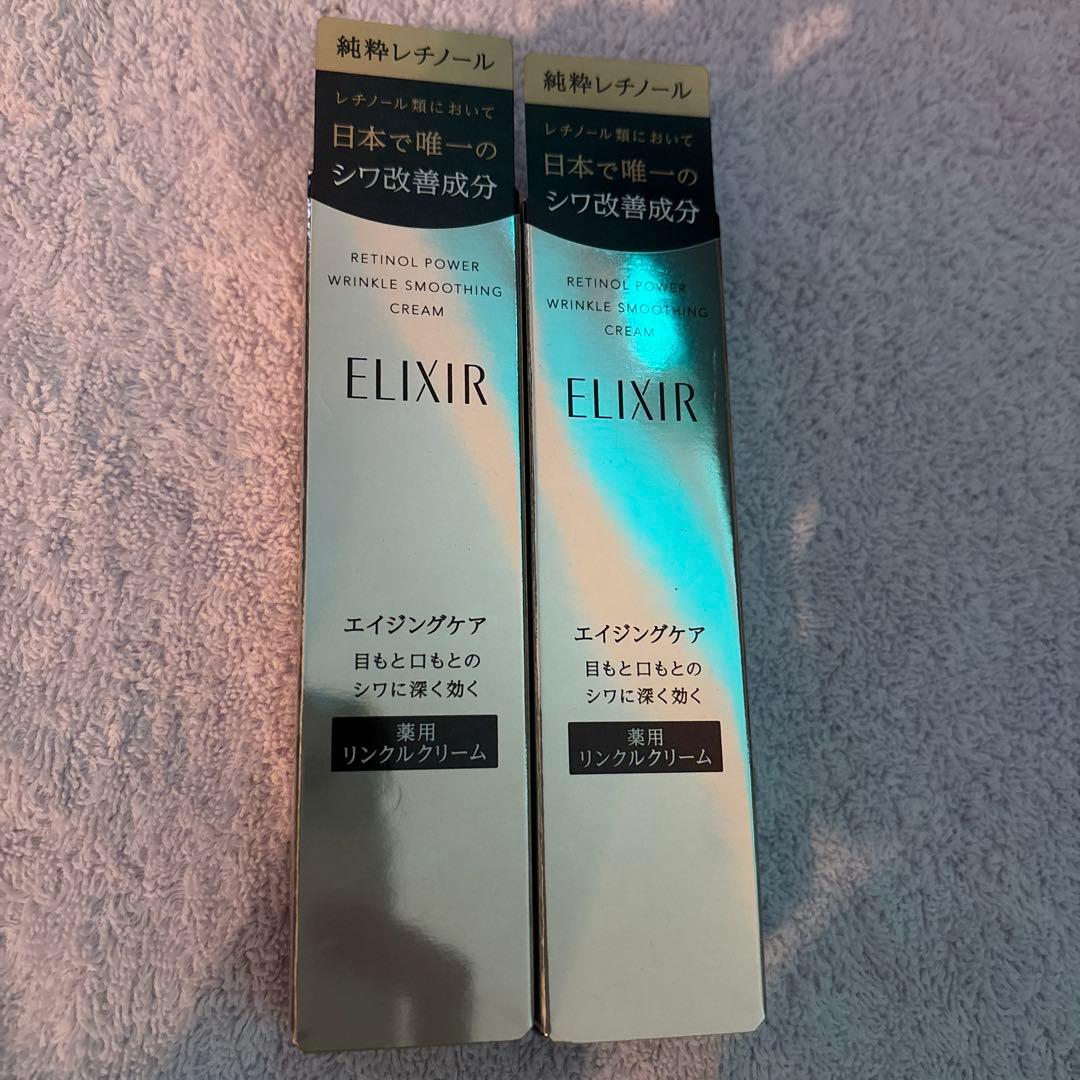 純粋レチノール
レチノール類において
日本で唯一の
シワ改善成分
RETINOL POWER
WRINKLE SMOOTHING
CREAM
ELIXIR
エイジングケア
目もと口もとの
シワに深く効く
薬用
リンクルクリーム
純粋レチノール
レチノール類において
日本で唯一の
シワ改善成分
RETINOL POWER
WRINKLE SMOOTHING
CREAM
ELIXIR
エイジングケア
目もと口もとの
シワに深く効く
薬用
リンクルクリーム